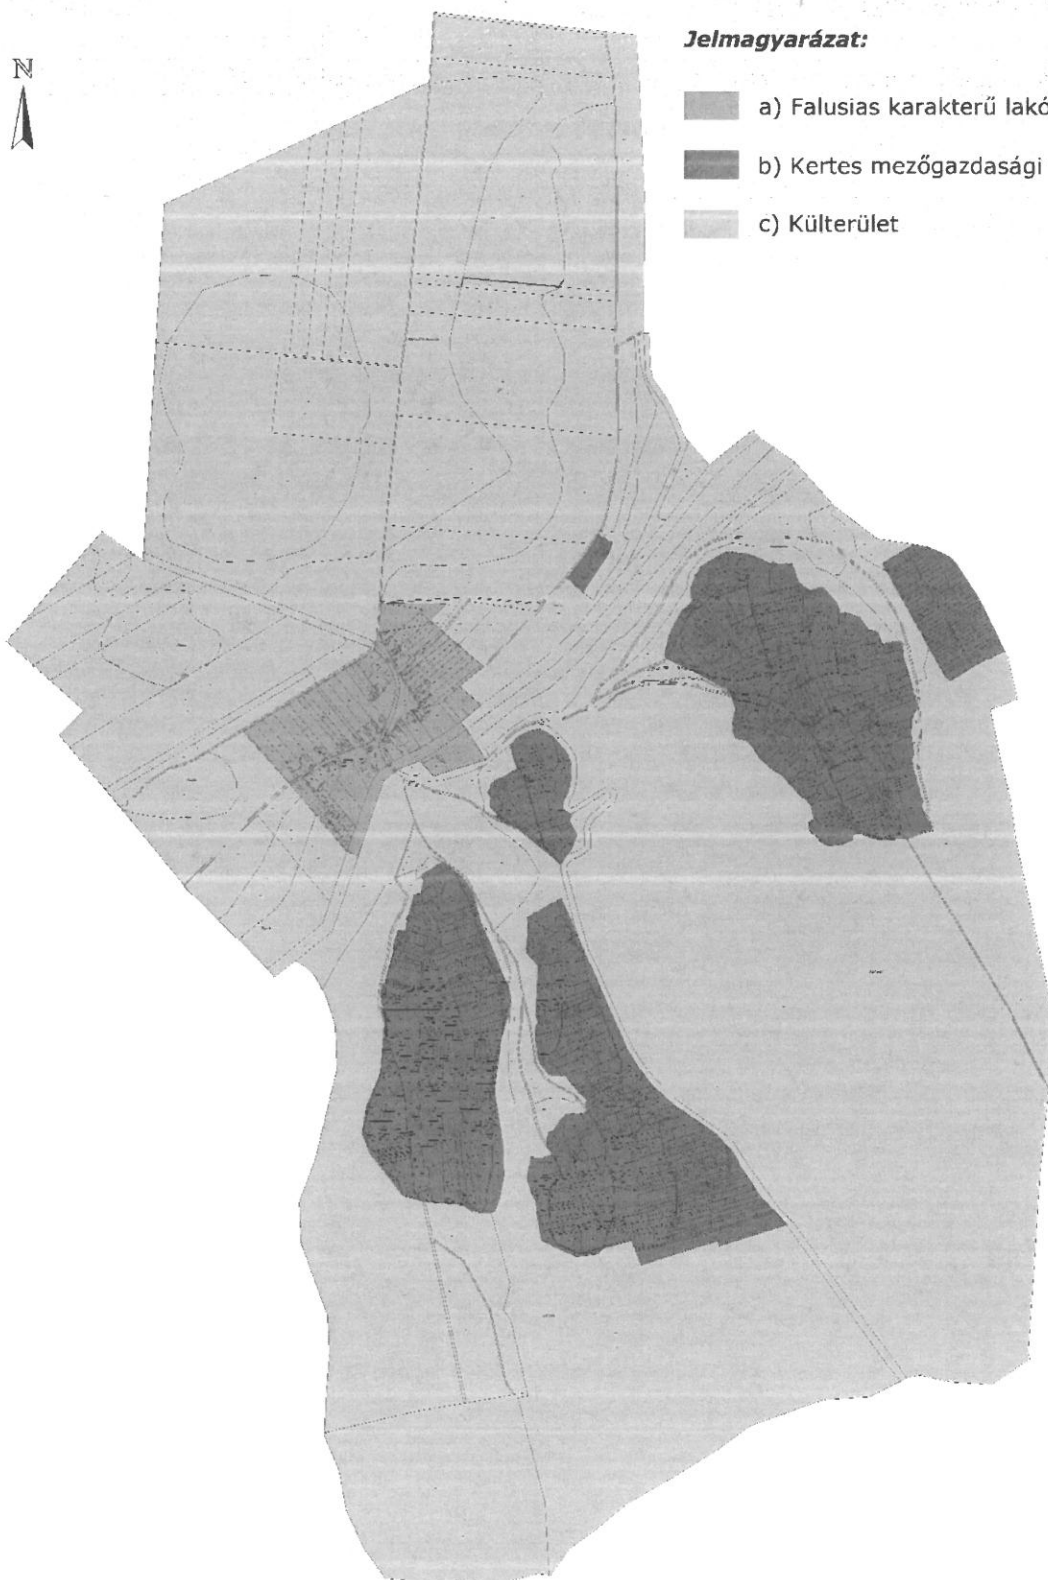 Jelmagyarázat:
N
a) Falusias karakterű lakó
b) Kertes mezőgazdasági
c) Külterület